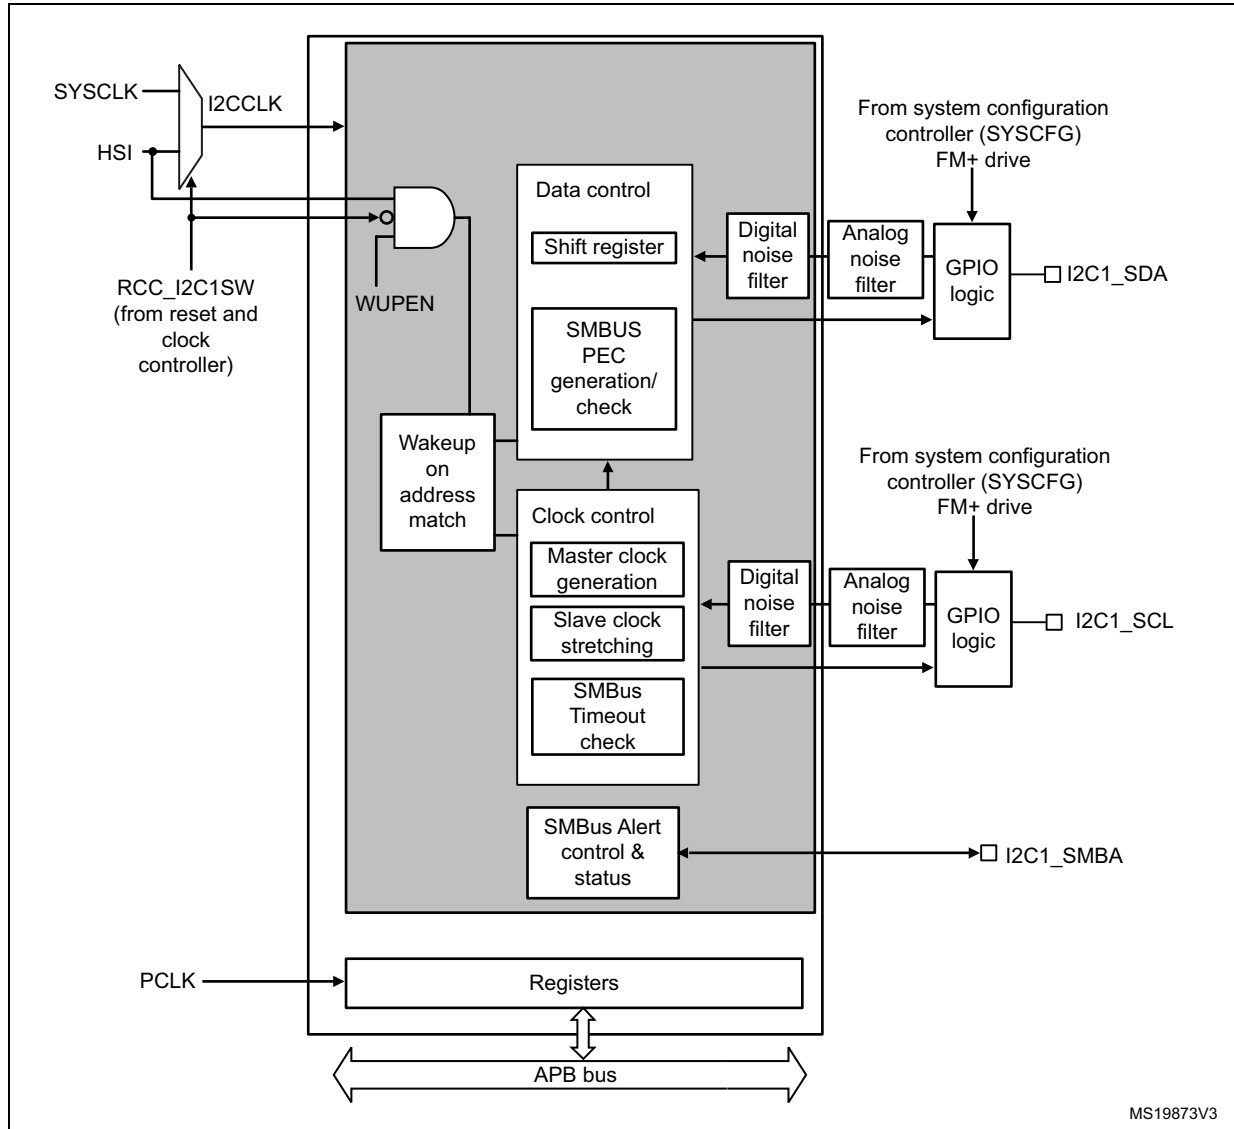 SYSCLK
I2CCLK
HSI
RCC_I2C1SW
(from reset and
clock
controller)
WUPEN
Data control
Shift register
SMBUS
PEC
generation/
check
Wakeup
on
address
match
Clock control
Master clock
generation
Slave clock
stretching
SMBus
Timeout
check
SMBus Alert
control &
status
Digital
noise
filter
Analog
noise
filter
From system configuration
controller (SYSCFG)
FM+ drive
GPIO
logic
I2C1_SDA
From system configuration
controller (SYSCFG)
FM+ drive
Digital
noise
filter
Analog
noise
filter
GPIO
logic
I2C1_SCL
I2C1_SMBA
PCLK
Registers
APB bus
MS19873V3